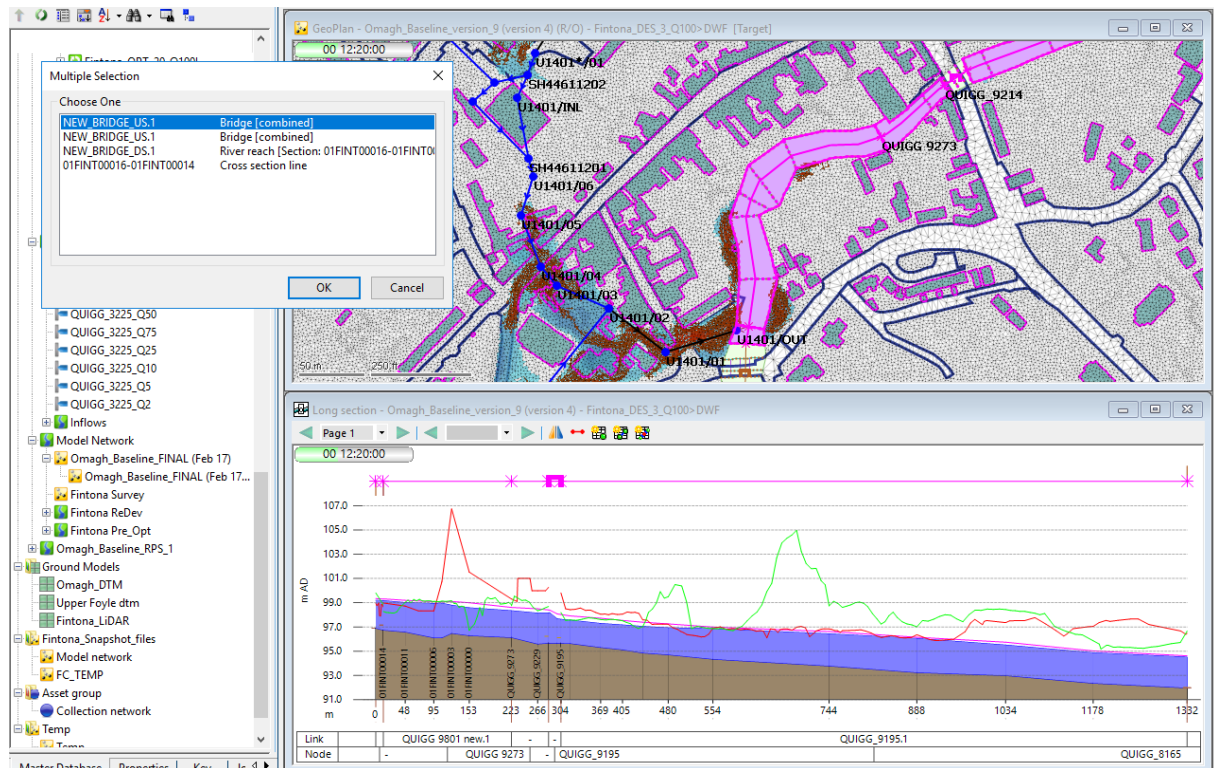 Multiple Selection
Choose One
NEW_BRIDGE_US.1 Bridge [combined]
NEW_BRIDGE_US.1 Bridge [combined]
NEW_BRIDGE_DS.1 River reach [Section: 01FINT00016-01FINT00
01FINT00016-01FINT00014 Cross section line
OK Cancel
QUIGG_3225_Q50
QUIGG_3225_Q75
QUIGG_3225_Q25
QUIGG_3225_Q10
QUIGG_3225_Q5
QUIGG_3225_Q2
Inflows
Model Network
Omagh_Baseline_FINAL (Feb 17)
Omagh_Baseline_FINAL (Feb 17...
Fintona Survey
Fintona ReDev
Fintona Pre_Opt
Omagh_Baseline_RPS_1
Ground Models
Omagh_DTM
Upper Foyle dtm
Fintona_LiDAR
Fintona_Snapshot_files
Model network
FC_TEMP
Asset group
Collection network
Temp
Temp
Master Database Properties Key
GeoPlan - Omagh_Baseline_version_9 (version 4) (R/O) - Fintona_DES_3_Q100>DWF [Target]
00 12:20:00
U1401*/01
SH44611202
U1401/INL
QUIGG_9214
QUIGG 9273
SH44611201
U1401/06
U1401/05
U1401/04
U1401/03
U1401/02
U1401/OUT
U1401/01
50 m 250 ft
Long section - Omagh_Baseline_version_9 (version 4) - Fintona_DES_3_Q100>DWF
Page 1
00 12:20:00
107.0
105.0
103.0
101.0
99.0
97.0
95.0
93.0
91.0
m AD
01FINT00014
01FINT00011
01FINT00006
01FINT00003
01FINT00000
QUIGG_9273
QUIGG_9229
QUIGG_9195
m 0 48 95 153 223 266 304 369 405 480 554 744 888 1034 1178 1332
Link QUIGG 9801 new.1 - - QUIGG_9195.1
Node - QUIGG 9273 - QUIGG_9195 QUIGG_8165